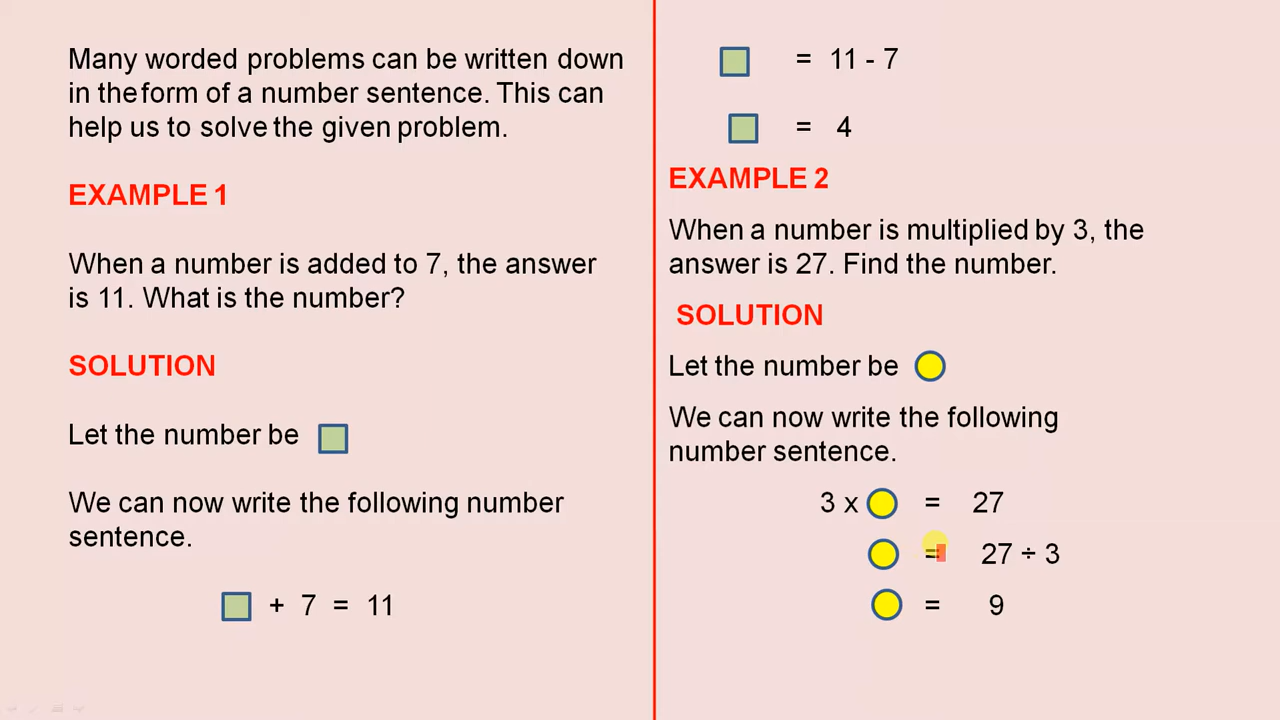 Many worded problems can be written down
in the form of a number sentence. This can
help us to solve the given problem.
EXAMPLE 1
When a number is added to 7, the answer
is 11. What is the number?
SOLUTION
Let the number be
We can now write the following number
sentence.
+ 7 = 11
= 11 - 7
= 4
EXAMPLE 2
When a number is multiplied by 3, the
answer is 27. Find the number.
SOLUTION
Let the number be
We can now write the following
number sentence.
3 x = 27
= 27 ÷ 3
= 9